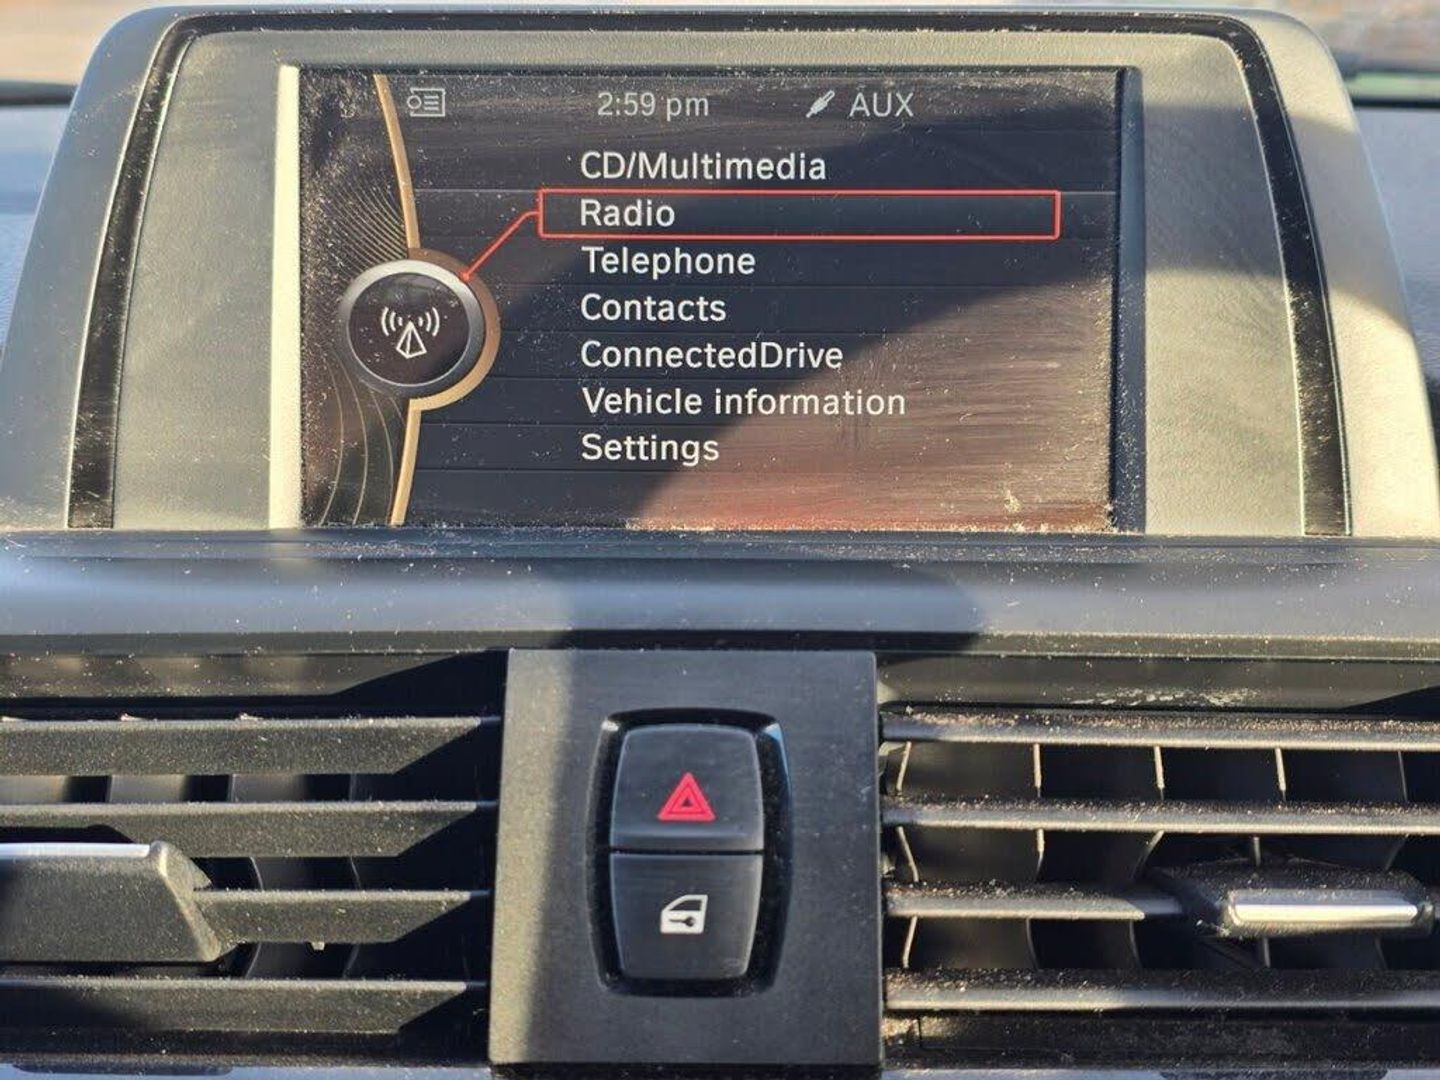 2:59 pm AUX
CD/Multimedia
Radio
Telephone
Contacts
ConnectedDrive
Vehicle information
Settings